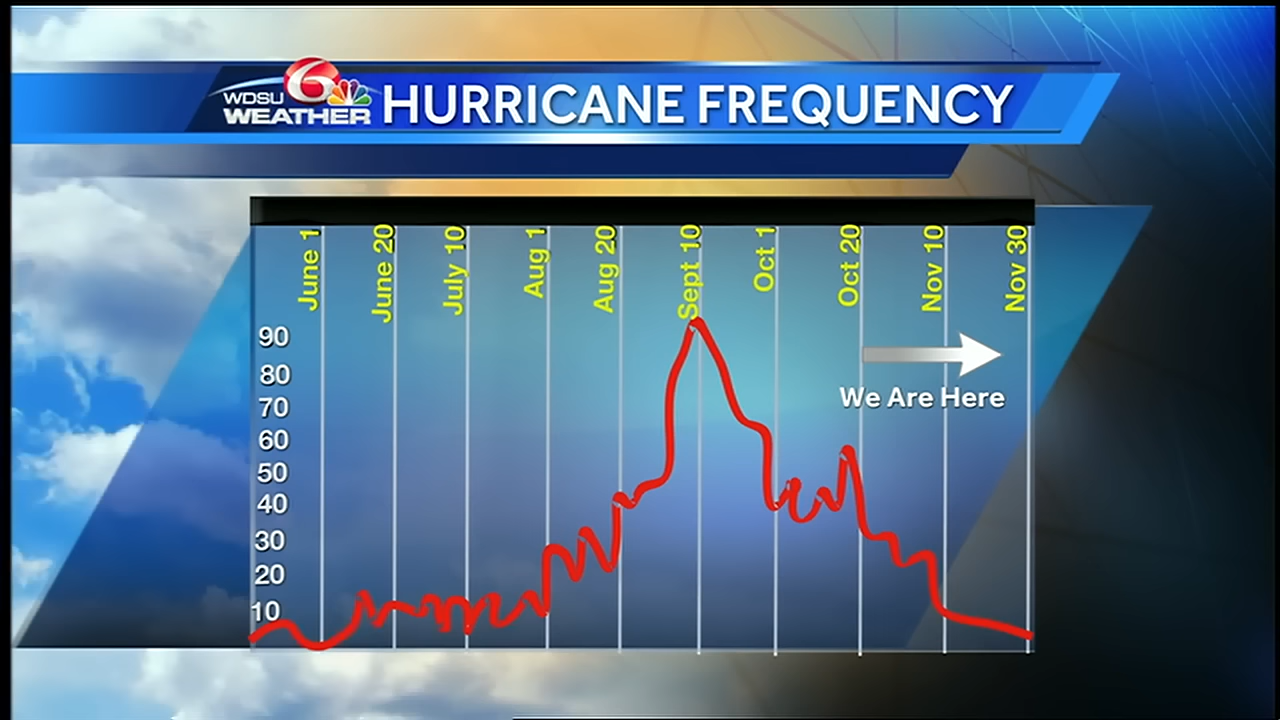 WDSU 6
WEATHER
HURRICANE FREQUENCY
June 1
June 20
July 10
Aug 1
Aug 20
Sept 10
Oct 1
Oct 20
Nov 10
Nov 30
90
80
70
60
50
40
30
20
10
We Are Here